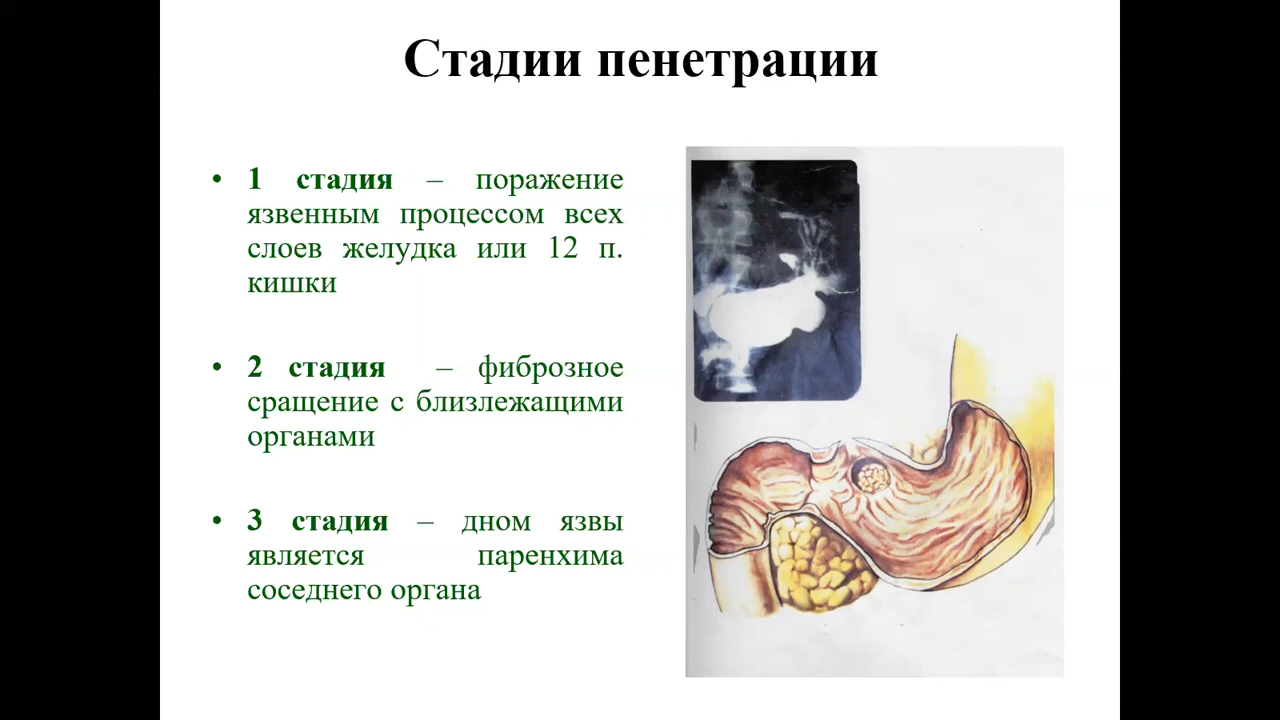 Стадии пенетрации
• 1 стадия – поражение
язвенным процессом всех
слоев желудка или 12 п.
кишки
• 2 стадия – фиброзное
сращение с близлежащими
органами
• 3 стадия – дном язвы
является паренхима
соседнего органа